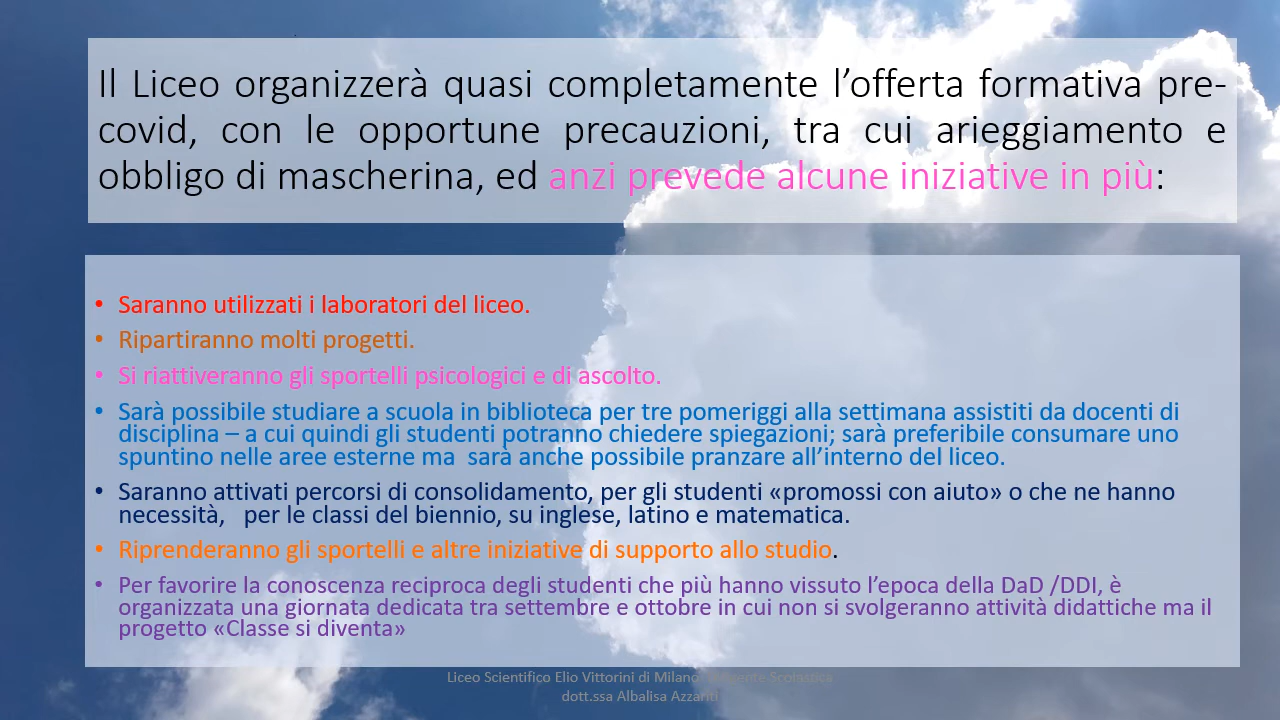 Il Liceo organizzerà quasi completamente l’offerta formativa pre-
covid, con le opportune precauzioni, tra cui arieggiamento e
obbligo di mascherina, ed anzi prevede alcune iniziative in più:
• Saranno utilizzati i laboratori del liceo.
• Ripartiranno molti progetti.
• Si riattiveranno gli sportelli psicologici e di ascolto.
• Sarà possibile studiare a scuola in biblioteca per tre pomeriggi alla settimana assistiti da docenti di
disciplina – a cui quindi gli studenti potranno chiedere spiegazioni; sarà preferibile consumare uno
spuntino nelle aree esterne ma  sarà anche possibile pranzare all’interno del liceo.
• Saranno attivati percorsi di consolidamento, per gli studenti «promossi con aiuto» o che ne hanno
necessità,   per le classi del biennio, su inglese, latino e matematica.
• Riprenderanno gli sportelli e altre iniziative di supporto allo studio.
• Per favorire la conoscenza reciproca degli studenti che più hanno vissuto l’epoca della DaD /DDI, è
organizzata una giornata dedicata tra settembre e ottobre in cui non si svolgeranno attività didattiche ma il
progetto «Classe si diventa»
Liceo Scientifico Elio Vittorini di Milano Dirigente Scolastica
dott.ssa Albalisa Azzariti